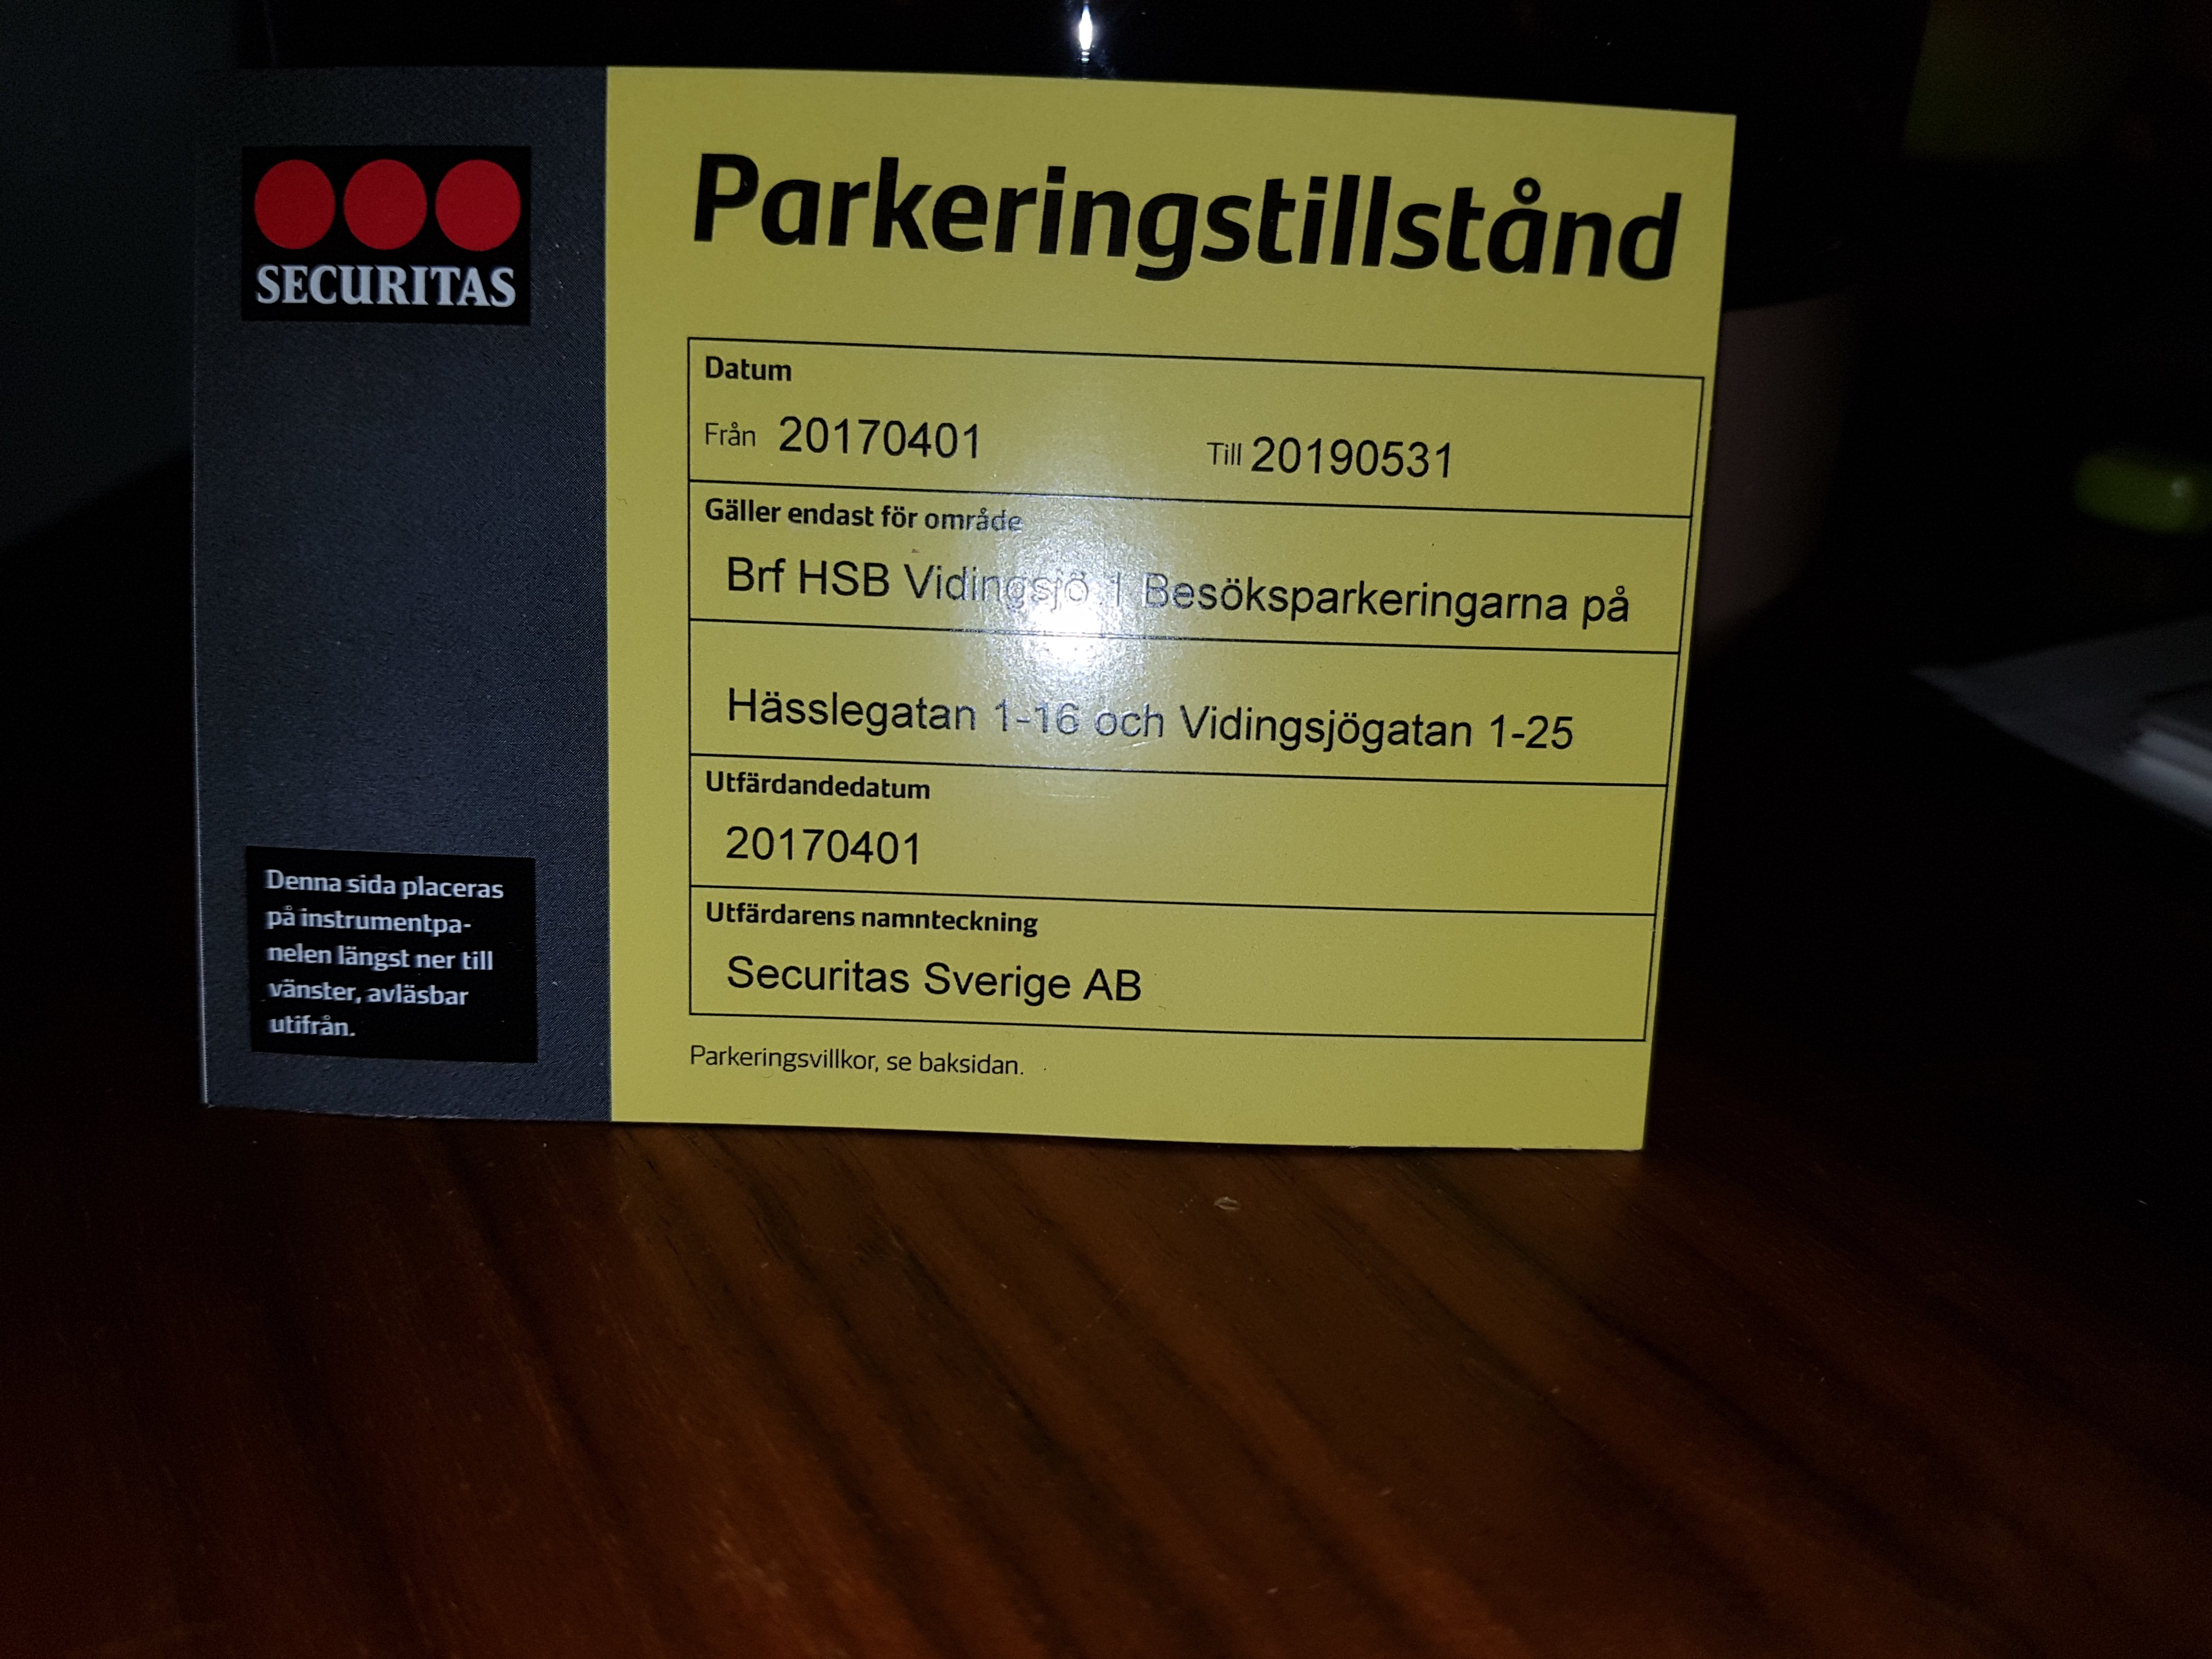 SECURITAS
Parkeringstillstånd
Datum
Från 20170401 Till 20190531
Gäller endast för område
Brf HSB Vidingsjö 1 Besöksparkeringarna på
Hässlegatan 1-16 och Vidingsjögatan 1-25
Utfärdandedatum
20170401
Utfärdarens namnteckning
Securitas Sverige AB
Parkeringsvillkor, se baksidan.
Denna sida placeras
på instrumentpa-
nelen längst ner till
vänster, avläsbar
utifrån.